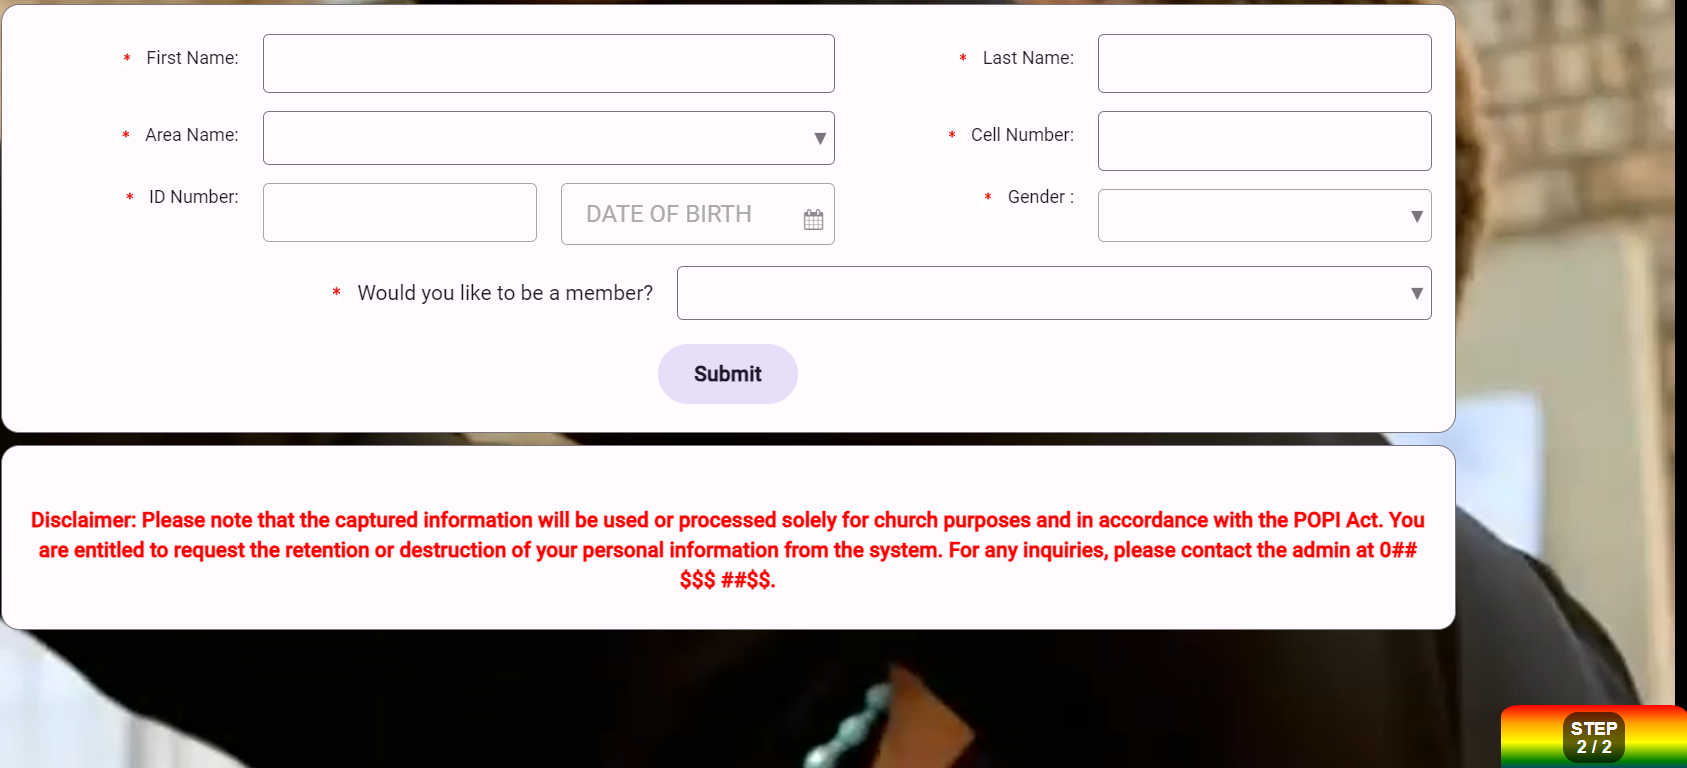 * First Name:
* Last Name:
* Area Name:
* Cell Number:
* ID Number:
DATE OF BIRTH
* Gender :
* Would you like to be a member?
Submit
Disclaimer: Please note that the captured information will be used or processed solely for church purposes and in accordance with the POPI Act. You
are entitled to request the retention or destruction of your personal information from the system. For any inquiries, please contact the admin at 0##
$$$ ##$$.
STEP
2 / 2